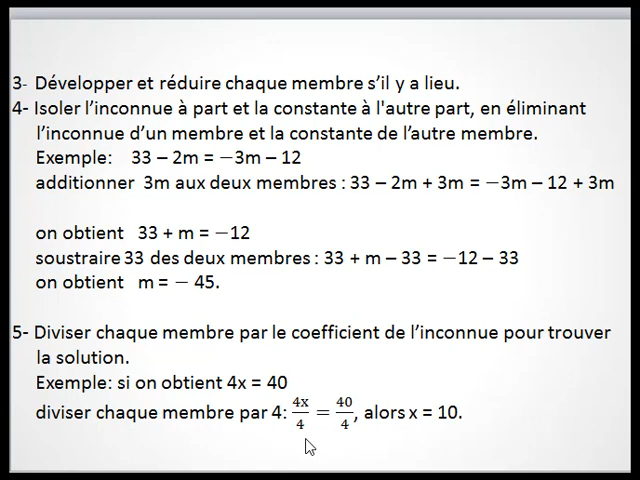 3- Développer et réduire chaque membre s’il y a lieu.
4- Isoler l’inconnue à part et la constante à l'autre part, en éliminant
l’inconnue d’un membre et la constante de l’autre membre.
Exemple: 33 – 2m = −3m – 12
additionner 3m aux deux membres : 33 – 2m + 3m = −3m – 12 + 3m
on obtient 33 + m = −12
soustraire 33 des deux membres : 33 + m – 33 = −12 – 33
on obtient m = − 45.
5- Diviser chaque membre par le coefficient de l’inconnue pour trouver
la solution.
Exemple: si on obtient 4x = 40
diviser chaque membre par 4: 4x/4 = 40/4, alors x = 10.